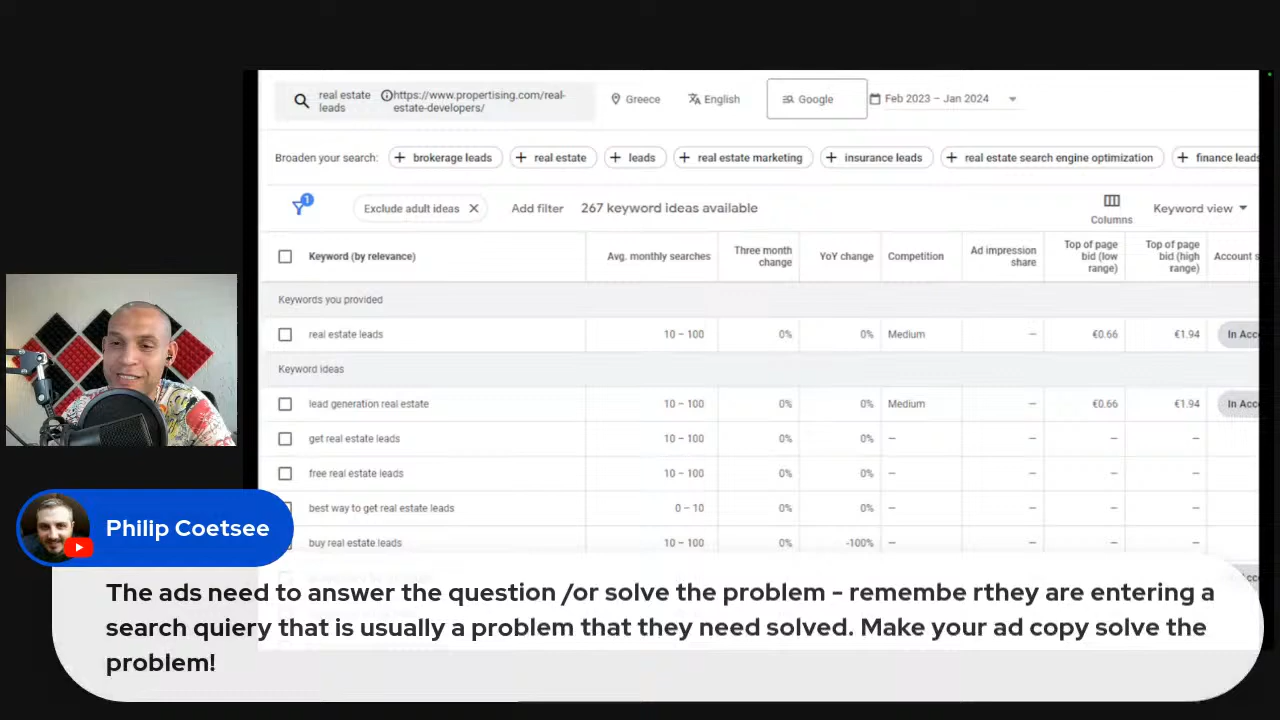 real estate leads https://www.propertising.com/real-estate-developers/ Greece English Google Feb 2023 – Jan 2024
Broaden your search: brokerage leads real estate leads real estate marketing insurance leads real estate search engine optimization finance leads
1 Exclude adult ideas Add filter 267 keyword ideas available Columns Keyword view
Keyword (by relevance) Avg. monthly searches Three month change YoY change Competition Ad impression share Top of page bid (low range) Top of page bid (high range) Account s
Keywords you provided
real estate leads 10 – 100 0% 0% Medium – €0.66 €1.94 In Acc
Keyword ideas
lead generation real estate 10 – 100 0% 0% Medium – €0.66 €1.94 In Acc
get real estate leads 10 – 100 0% 0% – – – –
free real estate leads 10 – 100 0% 0% – – – –
best way to get real estate leads 0 – 10 0% 0% – – – –
buy real estate leads 10 – 100 0% -100% – – – –
Philip Coetsee
The ads need to answer the question /or solve the problem - remembe rthey are entering a
search quiery that is usually a problem that they need solved. Make your ad copy solve the
problem!